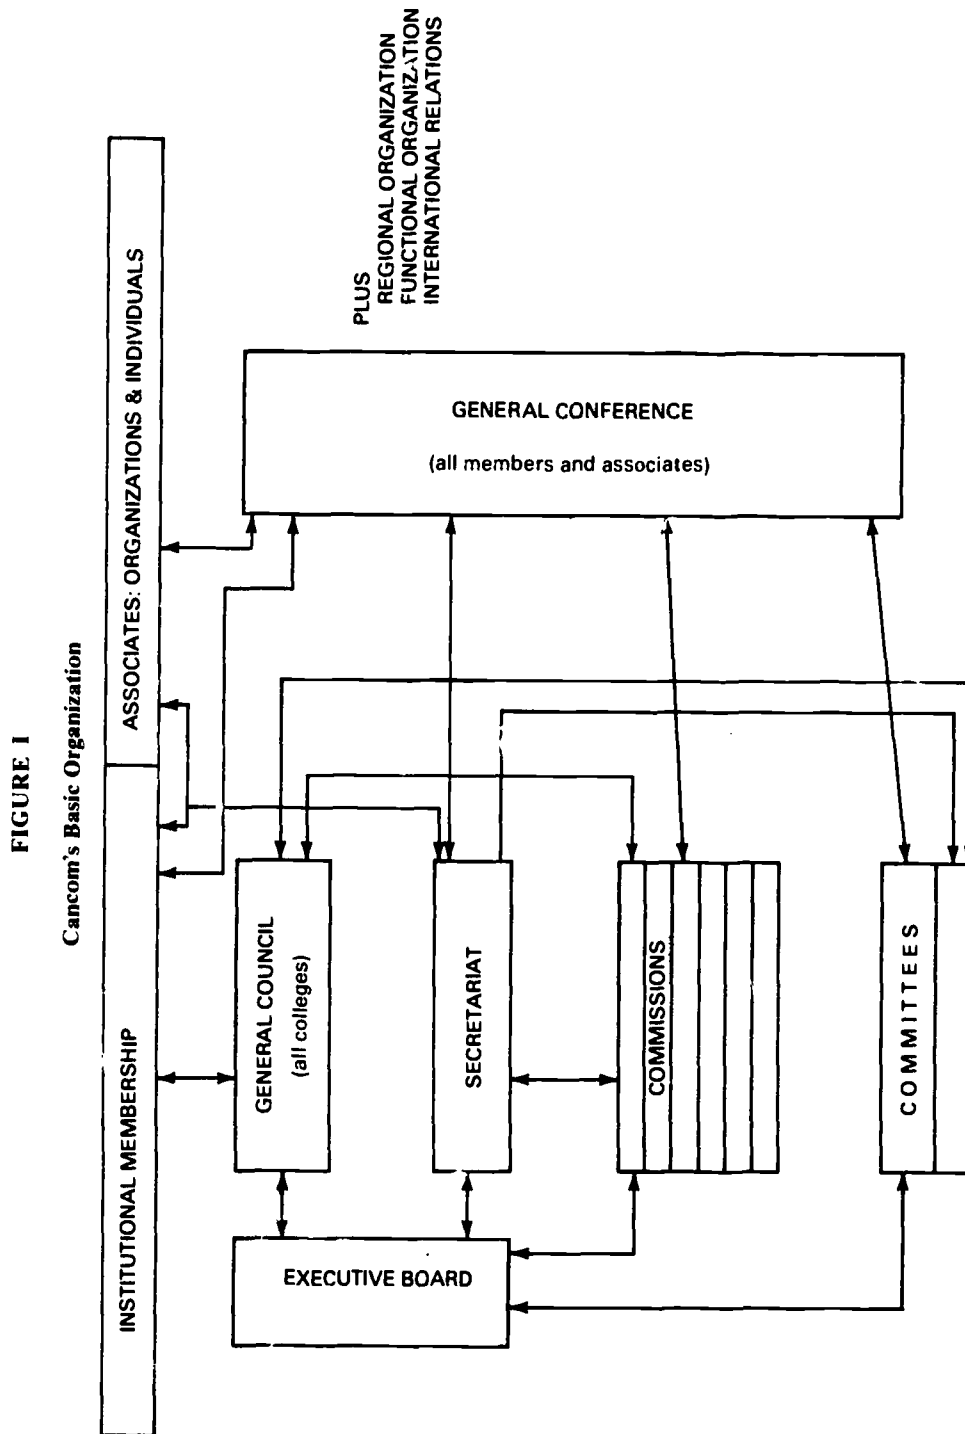 FIGURE I
Cancom's Basic Organization
INSTITUTIONAL MEMBERSHIP
ASSOCIATES: ORGANIZATIONS & INDIVIDUALS
EXECUTIVE BOARD
GENERAL COUNCIL
(all colleges)
SECRETARIAT
COMMISSIONS
COMMITTEES
GENERAL CONFERENCE
(all members and associates)
PLUS
REGIONAL ORGANIZATION
FUNCTIONAL ORGANIZATION
INTERNATIONAL RELATIONS